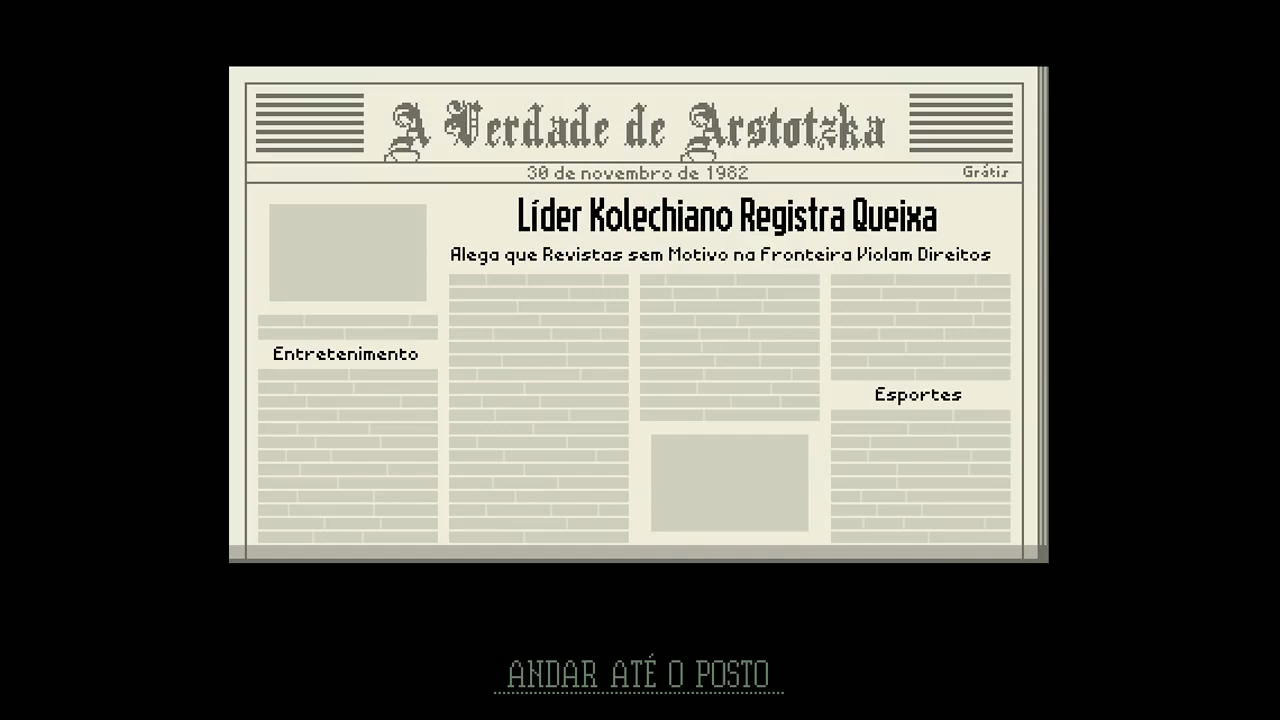 A Verdade de Arstotzka
30 de novembro de 1982
Grátis
Líder Kolechiano Registra Queixa
Alega que Revistas sem Motivo na Fronteira Violam Direitos
Entretenimento
Esportes
ANDAR ATÉ O POSTO